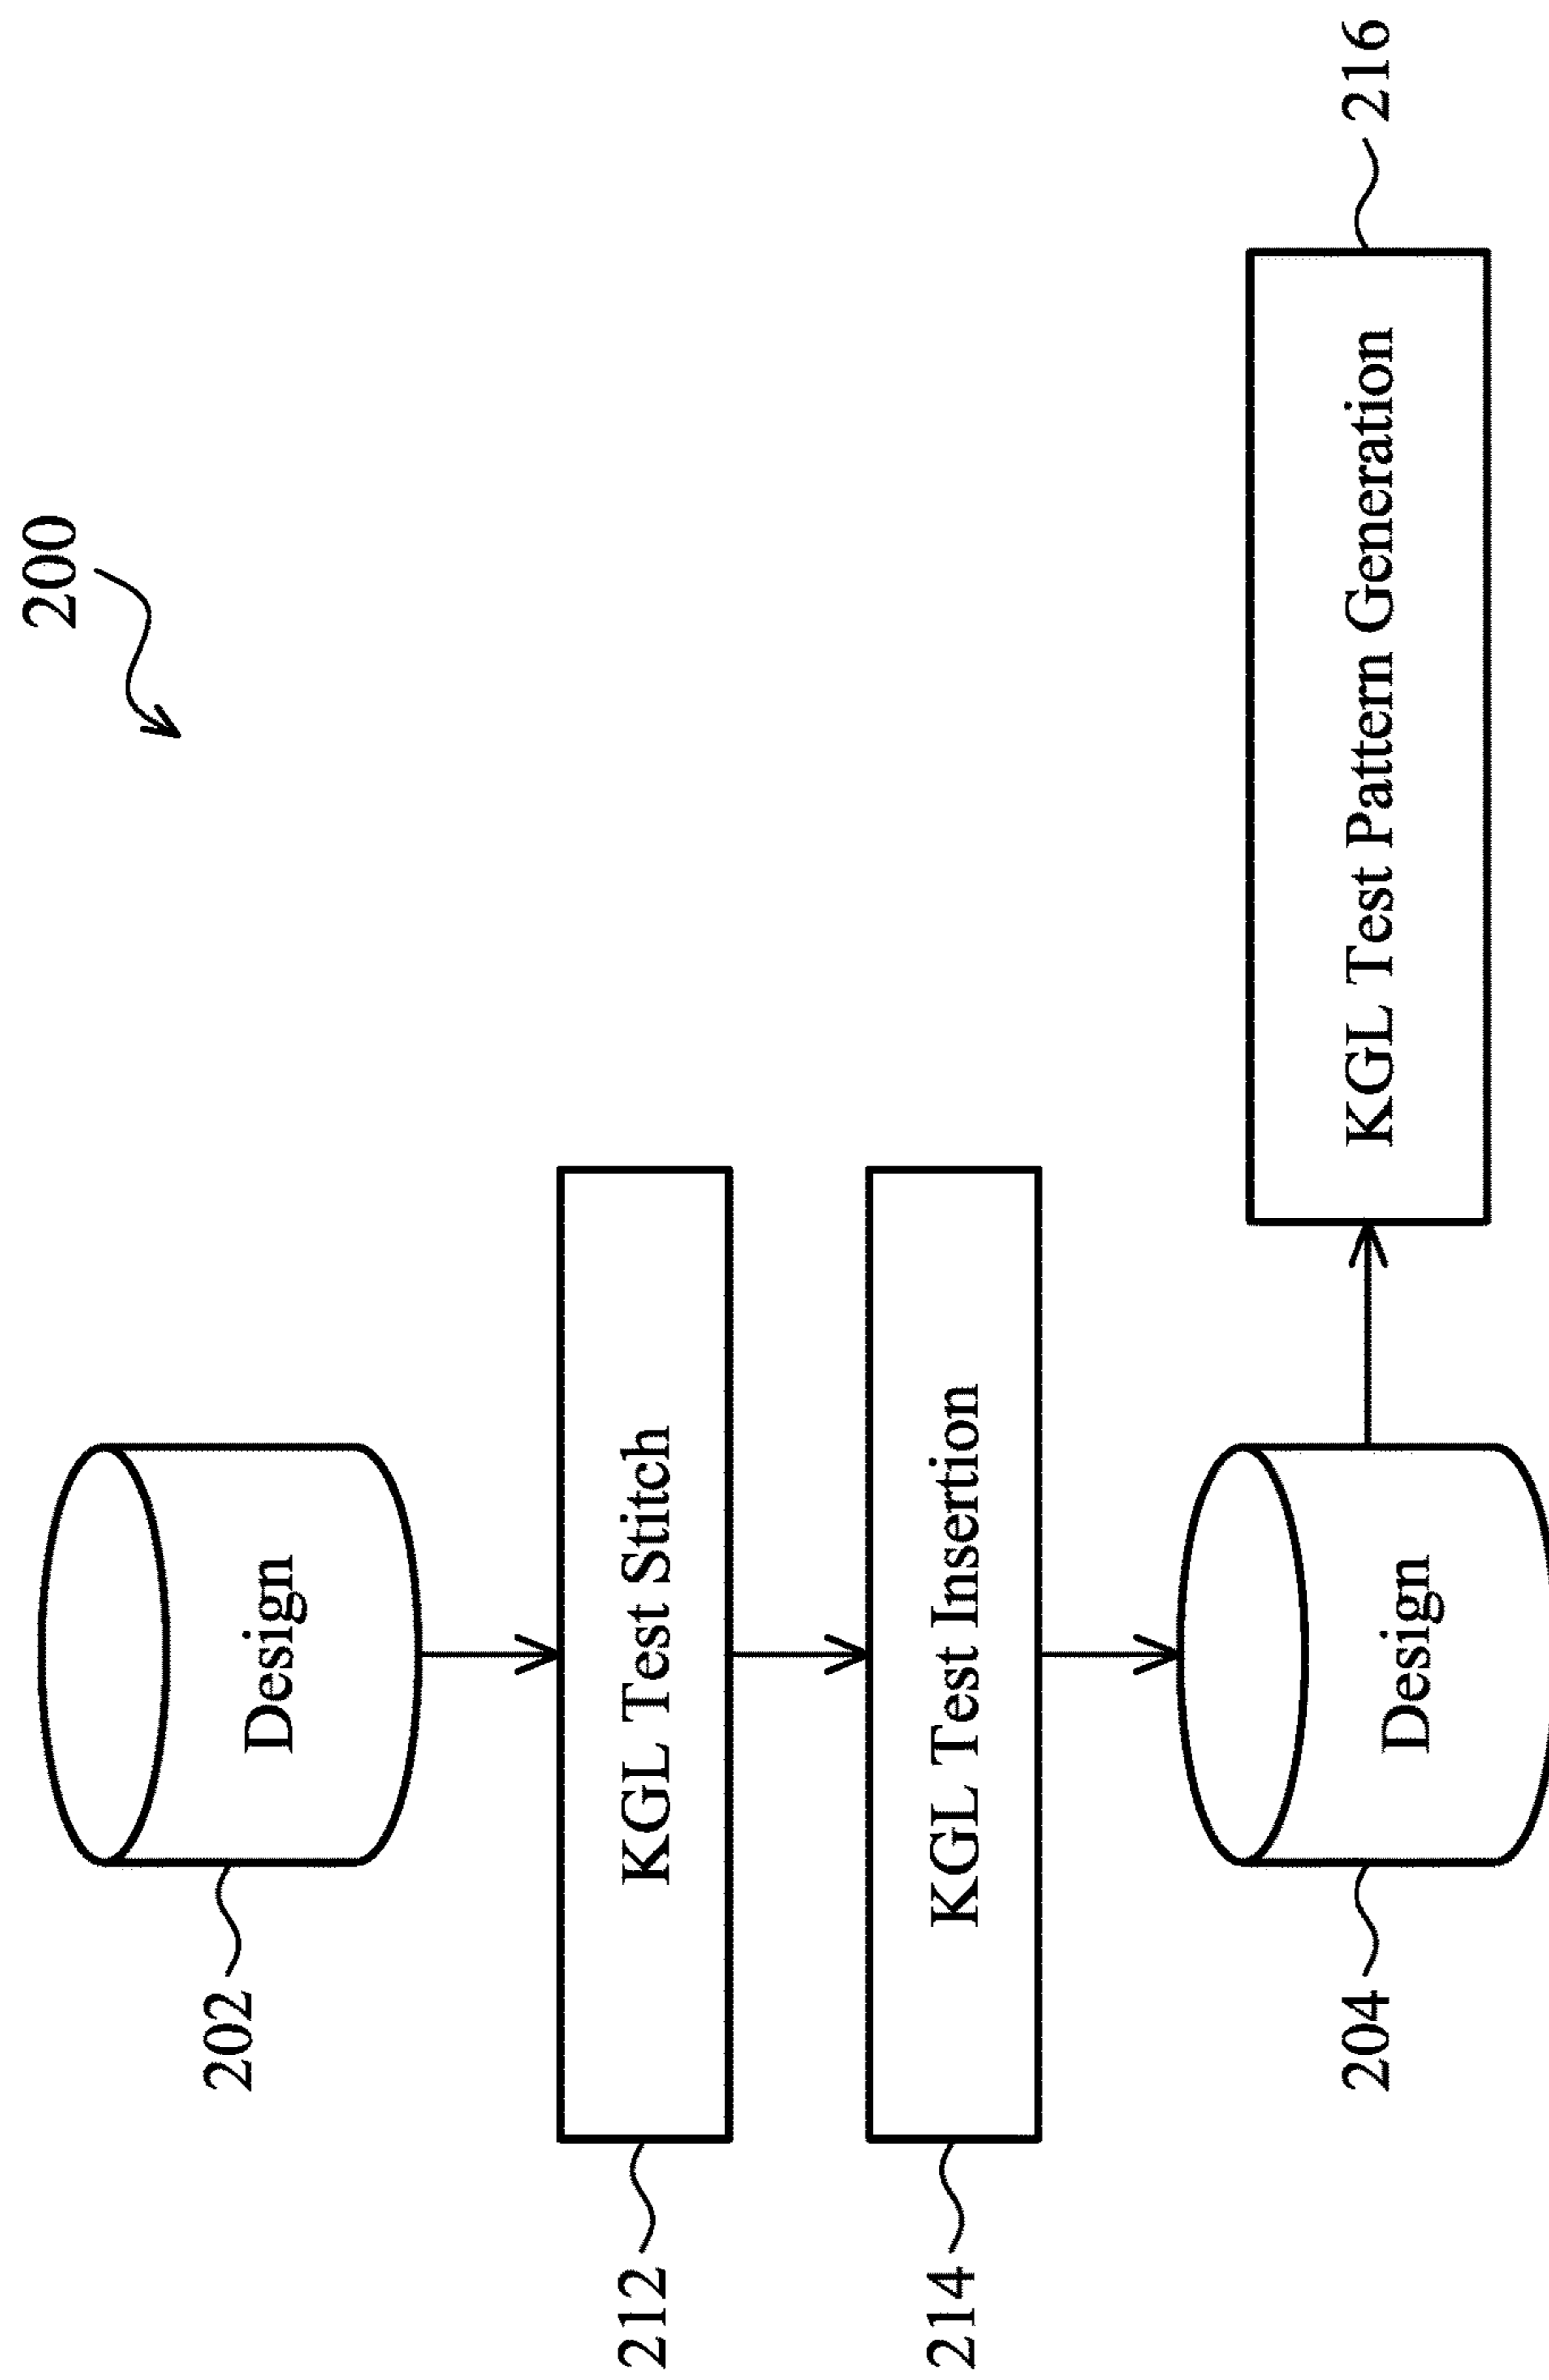 200
202
Design
212
KGL Test Stitch
214
KGL Test Insertion
204
Design
KGL Test Pattern Generation
216